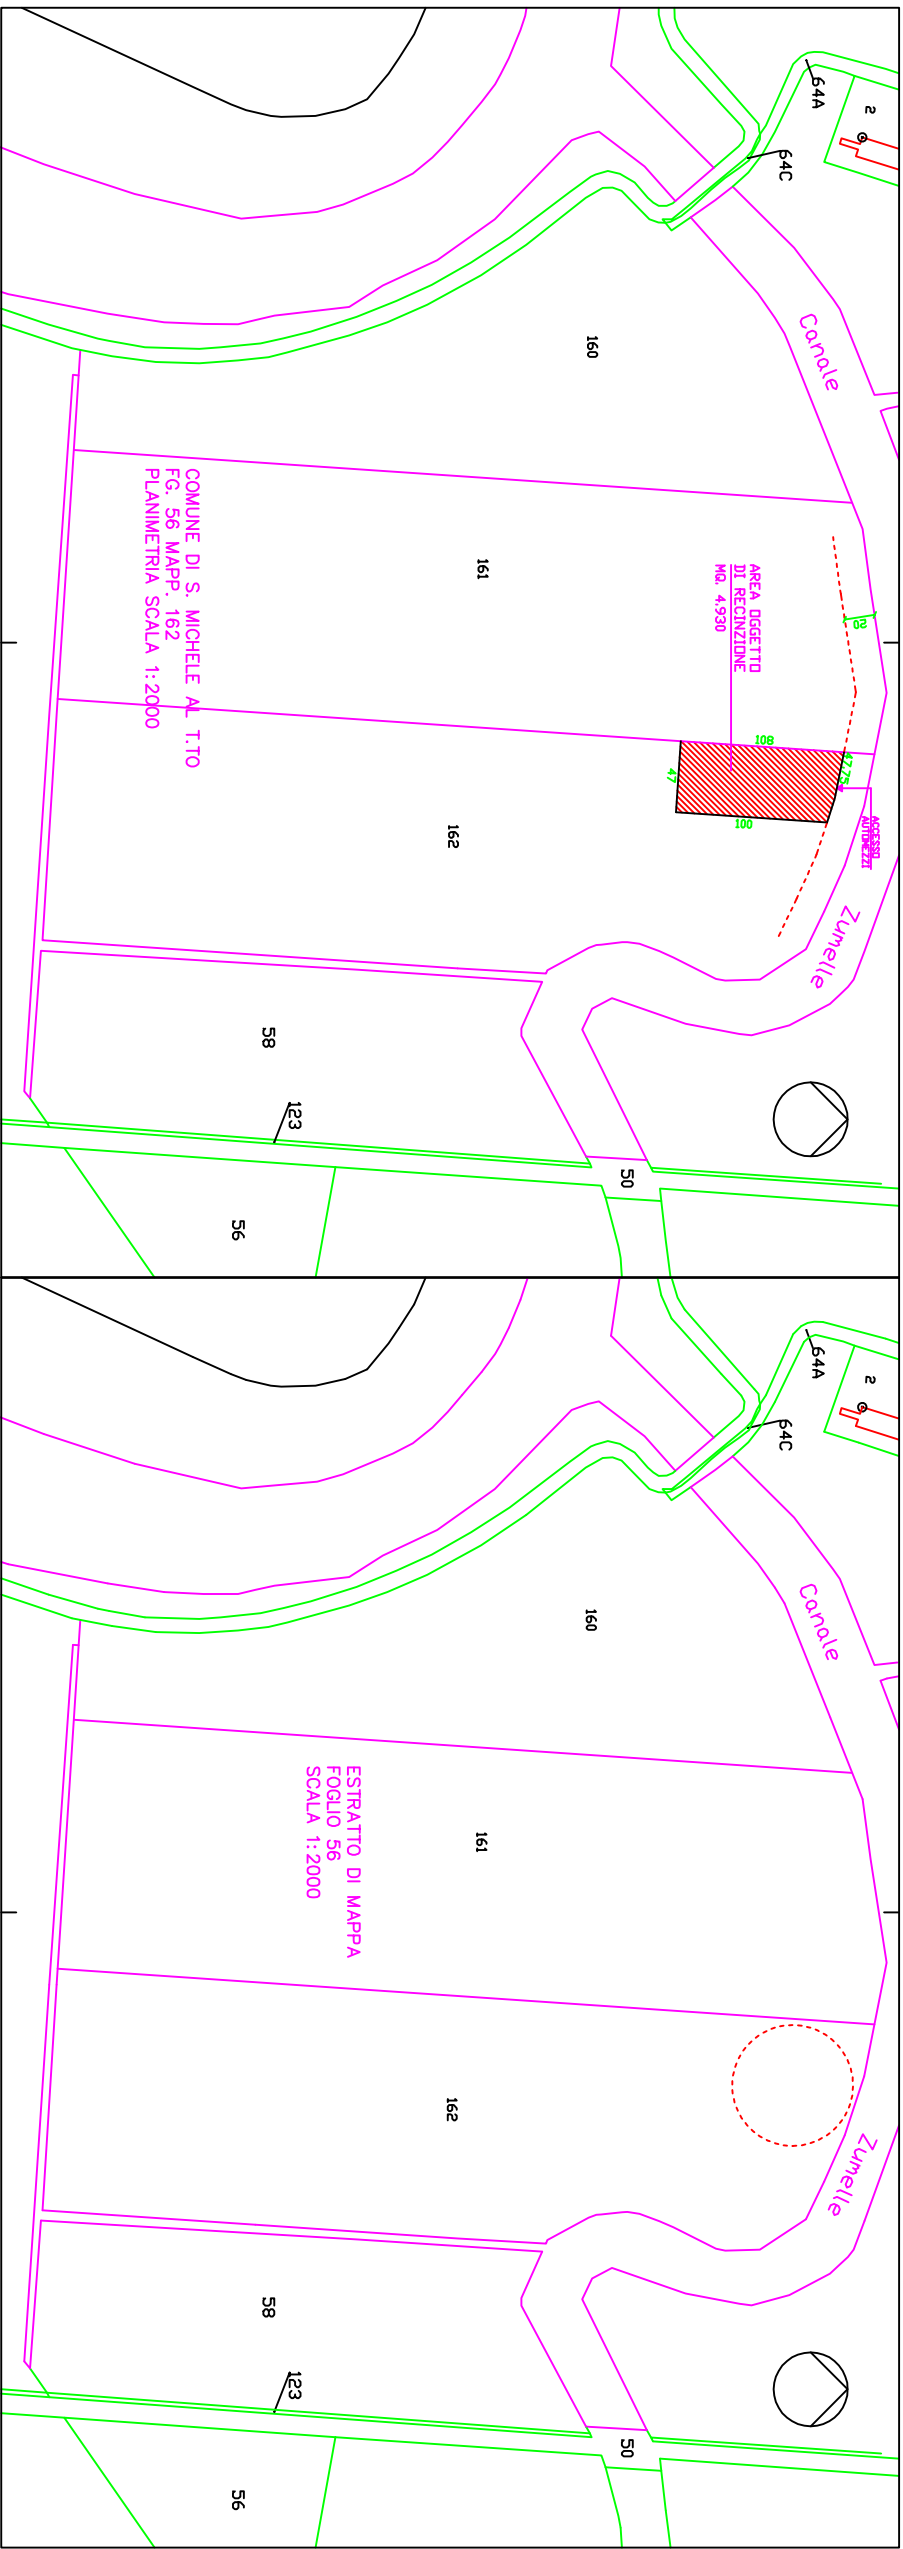 64A
2
64C
Canale
160
COMUNE DI S. MICHELE AL T.TO
FG. 56 MAPP. 162
PLANIMETRIA SCALA 1:2000
161
AREA OGGETTO
DI RECINZIONE
MQ. 4.930
20
108
47.75
47
100
ACCESSO
AUTOMEZZI
162
Zumelle
58
123
50
56
64A
2
64C
Canale
160
ESTRATTO DI MAPPA
FOGLIO 56
SCALA 1:2000
161
162
Zumelle
58
123
50
56